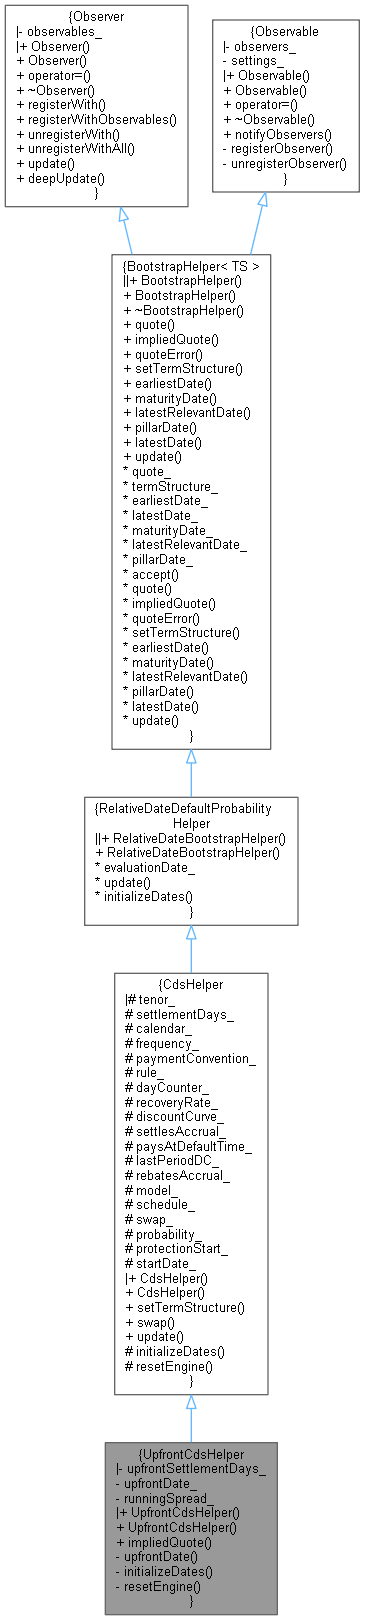 {Observer
|- observables_
|+ Observer()
+ Observer()
+ operator=()
+ ~Observer()
+ registerWith()
+ registerWithObservables()
+ unregisterWith()
+ unregisterWithAll()
+ update()
+ deepUpdate()
}
{Observable
|- observers_
- settings_
|+ Observable()
+ Observable()
+ operator=()
+ ~Observable()
+ notifyObservers()
- registerObserver()
- unregisterObserver()
}
{BootstrapHelper< TS >
||+ BootstrapHelper()
+ BootstrapHelper()
+ ~BootstrapHelper()
+ quote()
+ impliedQuote()
+ quoteError()
+ setTermStructure()
+ earliestDate()
+ maturityDate()
+ latestRelevantDate()
+ pillarDate()
+ latestDate()
+ update()
* quote_
* termStructure_
* earliestDate_
* latestDate_
* maturityDate_
* latestRelevantDate_
* pillarDate_
* accept()
* quote()
* impliedQuote()
* quoteError()
* setTermStructure()
* earliestDate()
* maturityDate()
* latestRelevantDate()
* pillarDate()
* latestDate()
* update()
}
{RelativeDateDefaultProbability
Helper
||+ RelativeDateBootstrapHelper()
+ RelativeDateBootstrapHelper()
* evaluationDate_
* update()
* initializeDates()
}
{CdsHelper
|# tenor_
# settlementDays_
# calendar_
# frequency_
# paymentConvention_
# rule_
# dayCounter_
# recoveryRate_
# discountCurve_
# settlesAccrual_
# paysAtDefaultTime_
# lastPeriodDC_
# rebatesAccrual_
# model_
# schedule_
# swap_
# probability_
# protectionStart_
# startDate_
|+ CdsHelper()
+ CdsHelper()
+ setTermStructure()
+ swap()
+ update()
# initializeDates()
# resetEngine()
}
{UpfrontCdsHelper
|- upfrontSettlementDays_
- upfrontDate_
- runningSpread_
|+ UpfrontCdsHelper()
+ UpfrontCdsHelper()
+ impliedQuote()
- upfrontDate()
- initializeDates()
- resetEngine()
}